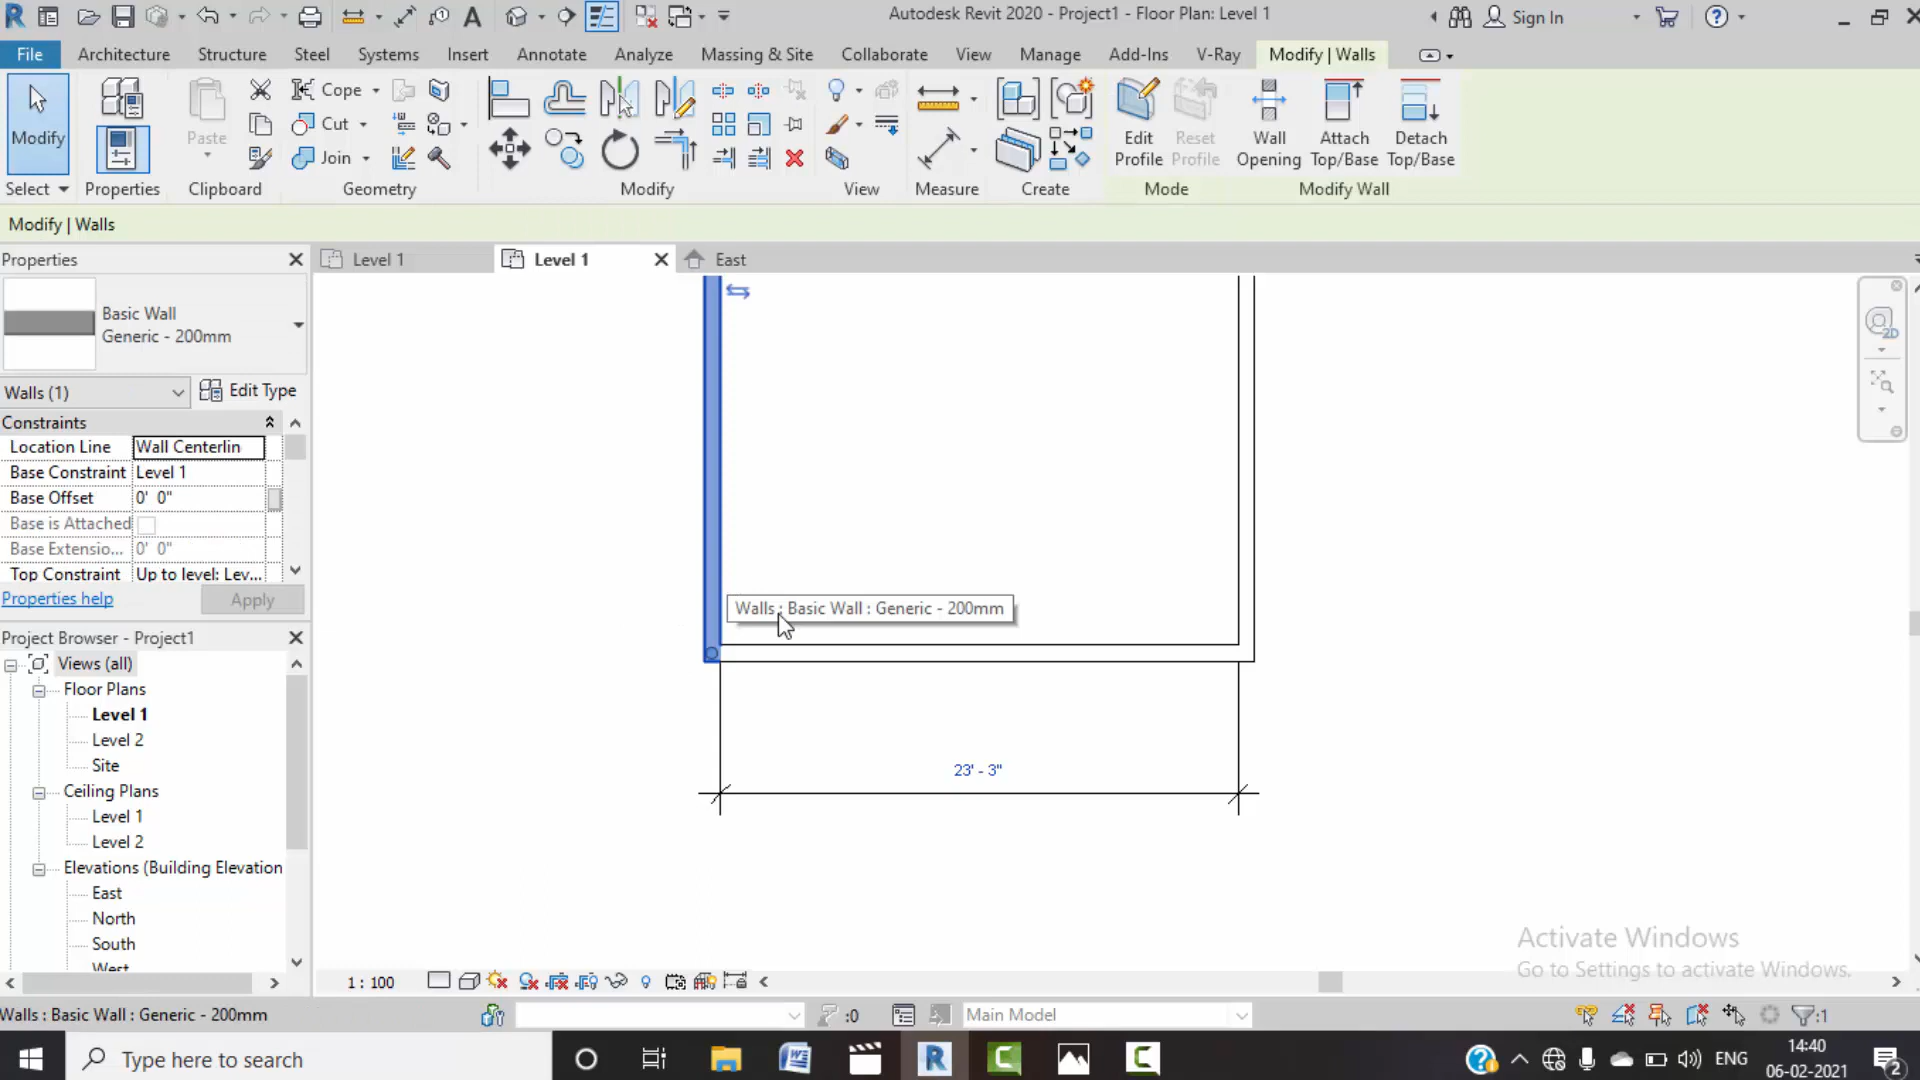 Autodesk Revit 2020 - Project1 - Floor Plan: Level 1
Sign In
File
Architecture
Structure
Steel
Systems
Insert
Annotate
Analyze
Massing & Site
Collaborate
View
Manage
Add-Ins
V-Ray
Modify | Walls
Modify
Paste
Cope
Cut
Join
Edit Profile
Reset Profile
Wall Opening
Attach Top/Base
Detach Top/Base
Select
Properties
Clipboard
Geometry
Modify
View
Measure
Create
Mode
Modify Wall
Modify | Walls
Properties
Level 1
Level 1
East
Basic Wall
Generic - 200mm
Walls (1)
Edit Type
Constraints
Location Line Wall Centerlin
Base Constraint Level 1
Base Offset 0' 0"
Base is Attached
Base Extensio... 0' 0"
Top Constraint Up to level: Lev...
Properties help
Apply
Walls : Basic Wall : Generic - 200mm
Project Browser - Project1
Views (all)
Floor Plans
Level 1
Level 2
Site
Ceiling Plans
Level 1
Level 2
Elevations (Building Elevation
East
North
South
West
23' - 3"
2D
Activate Windows
Go to Settings to activate Windows.
1 : 100
Walls : Basic Wall : Generic - 200mm
:0
Main Model
:1
Type here to search
ENG
14:40
06-02-2021
2